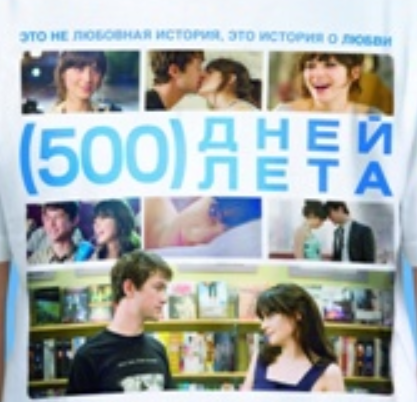 ЭТО НЕ ЛЮБОВНАЯ ИСТОРИЯ, ЭТО ИСТОРИЯ О ЛЮБВИ
(500) ДНЕЙ
ЛЕТА